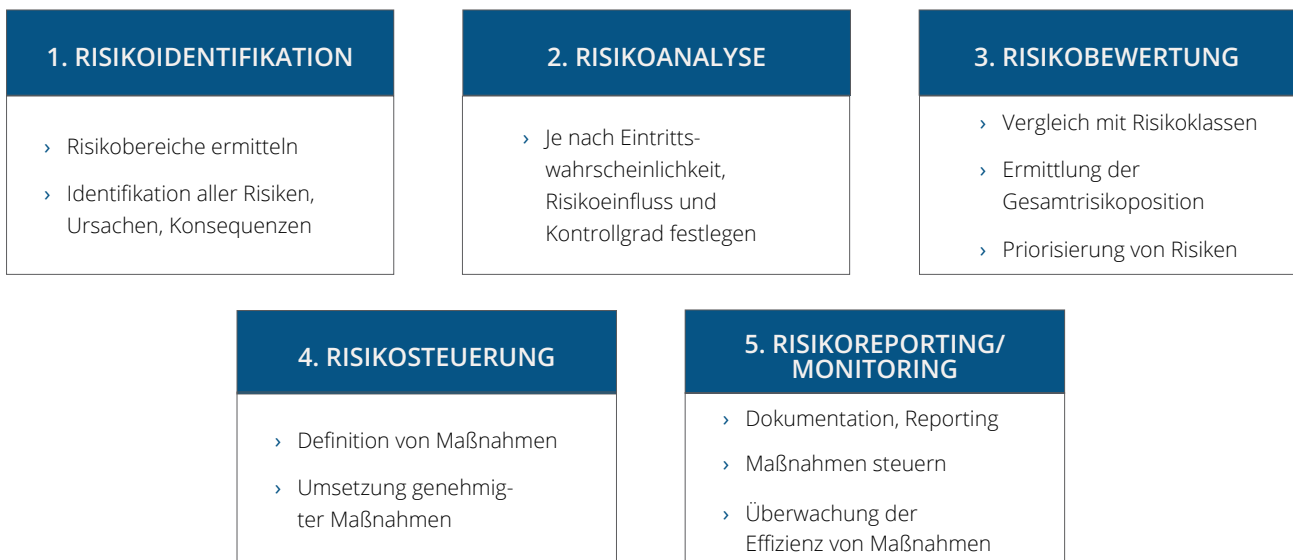 1. RISIKOIDENTIFIKATION
› Risikobereiche ermitteln
› Identifikation aller Risiken,
Ursachen, Konsequenzen
2. RISIKOANALYSE
› Je nach Eintritts-
wahrscheinlichkeit,
Risikoeinfluss und
Kontrollgrad festlegen
3. RISIKOBEWERTUNG
› Vergleich mit Risikoklassen
› Ermittlung der
Gesamtrisikoposition
› Priorisierung von Risiken
4. RISIKOSTEUERUNG
› Definition von Maßnahmen
› Umsetzung genehmig-
ter Maßnahmen
5. RISIKOREPORTING/
MONITORING
› Dokumentation, Reporting
› Maßnahmen steuern
› Überwachung der
Effizienz von Maßnahmen